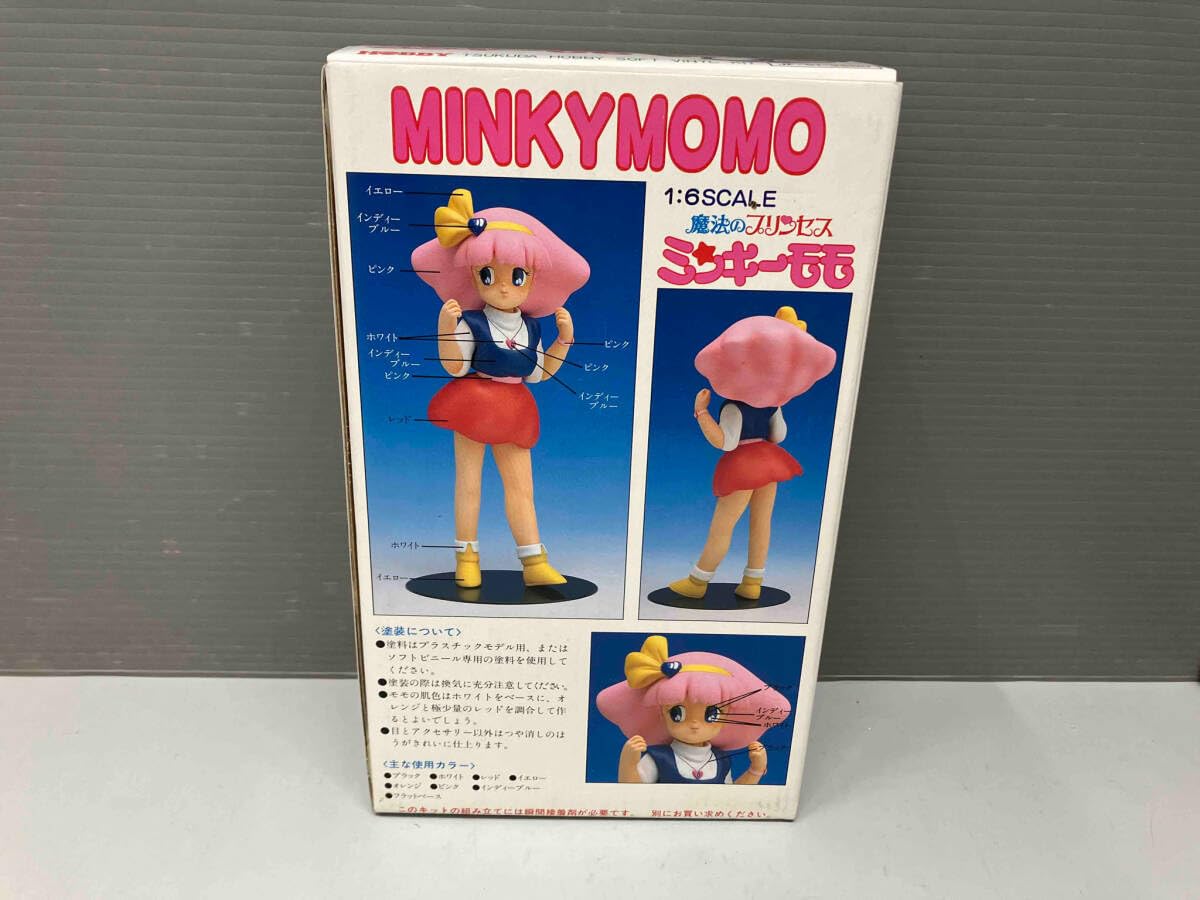 HOBBY TSUKUDA HOBBY SOFT VINYL KIT
MINKYMOMO
1:6SCALE
魔法のプリンセス
ミンキーモモ
イエロー
インディー
ブルー
ピンク
ホワイト
インディー
ブルー
ピンク
レッド
ホワイト
イエロー
ピンク
ピンク
インディー
ブルー
〈塗装について〉
●塗料はプラスチックモデル用、または
ソフトビニール専用の塗料を使用して
ください。
●塗装の際は換気に充分注意してください。
●モモの肌色はホワイトをベースに、オ
レンジと極少量のレッドを調合して作
るとよいでしょう。
●目とアクセサリー以外はつや消しのほ
うがきれいに仕上ります。
〈主な使用カラー〉
●ブラック ●ホワイト ●レッド ●イエロー
●オレンジ ●ピンク ●インディーブルー
●フラットベース
ブラック
インディー
ブルー
ホワイト
このキットの組み立てには瞬間接着剤が必要です。 別にお買い求めください。